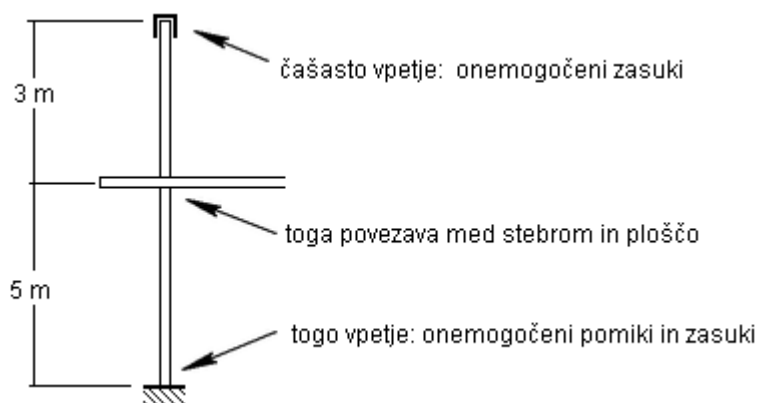 čašasto vpetje: onemogočeni zasuki
3 m
toga povezava med stebrom in ploščo
5 m
togo vpetje: onemogočeni pomiki in zasuki